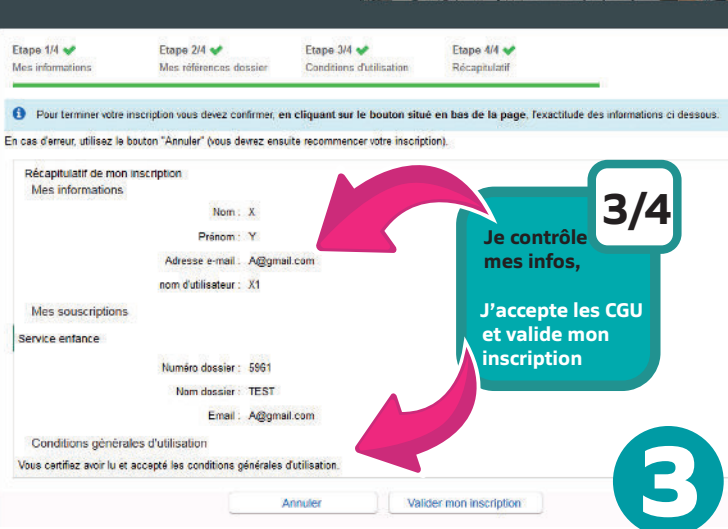 Etape 1/4 Etape 2/4 Etape 3/4 Etape 4/4
Mes informations Mes références dossier Conditions d'utilisation Récapitulatif
Pour terminer votre inscription vous devez confirmer, en cliquant sur le bouton situé en bas de la page, l'exactitude des informations ci dessous:
En cas d'erreur, utilisez le bouton "Annuler" (vous devrez ensuite recommencer votre inscription).
Récapitulatif de mon inscription
Mes informations
Nom : X
Prénom : Y
Adresse e-mail : A@gmail.com
nom d'utilisateur : X1
Mes souscriptions
Service enfance
Numéro dossier : 5961
Nom dossier : TEST
Email : A@gmail.com
Conditions générales d'utilisation
Vous certifiez avoir lu et accepté les conditions générales d'utilisation.
Annuler Valider mon inscription
3/4
Je contrôle
mes infos,
J'accepte les CGU
et valide mon
inscription
3